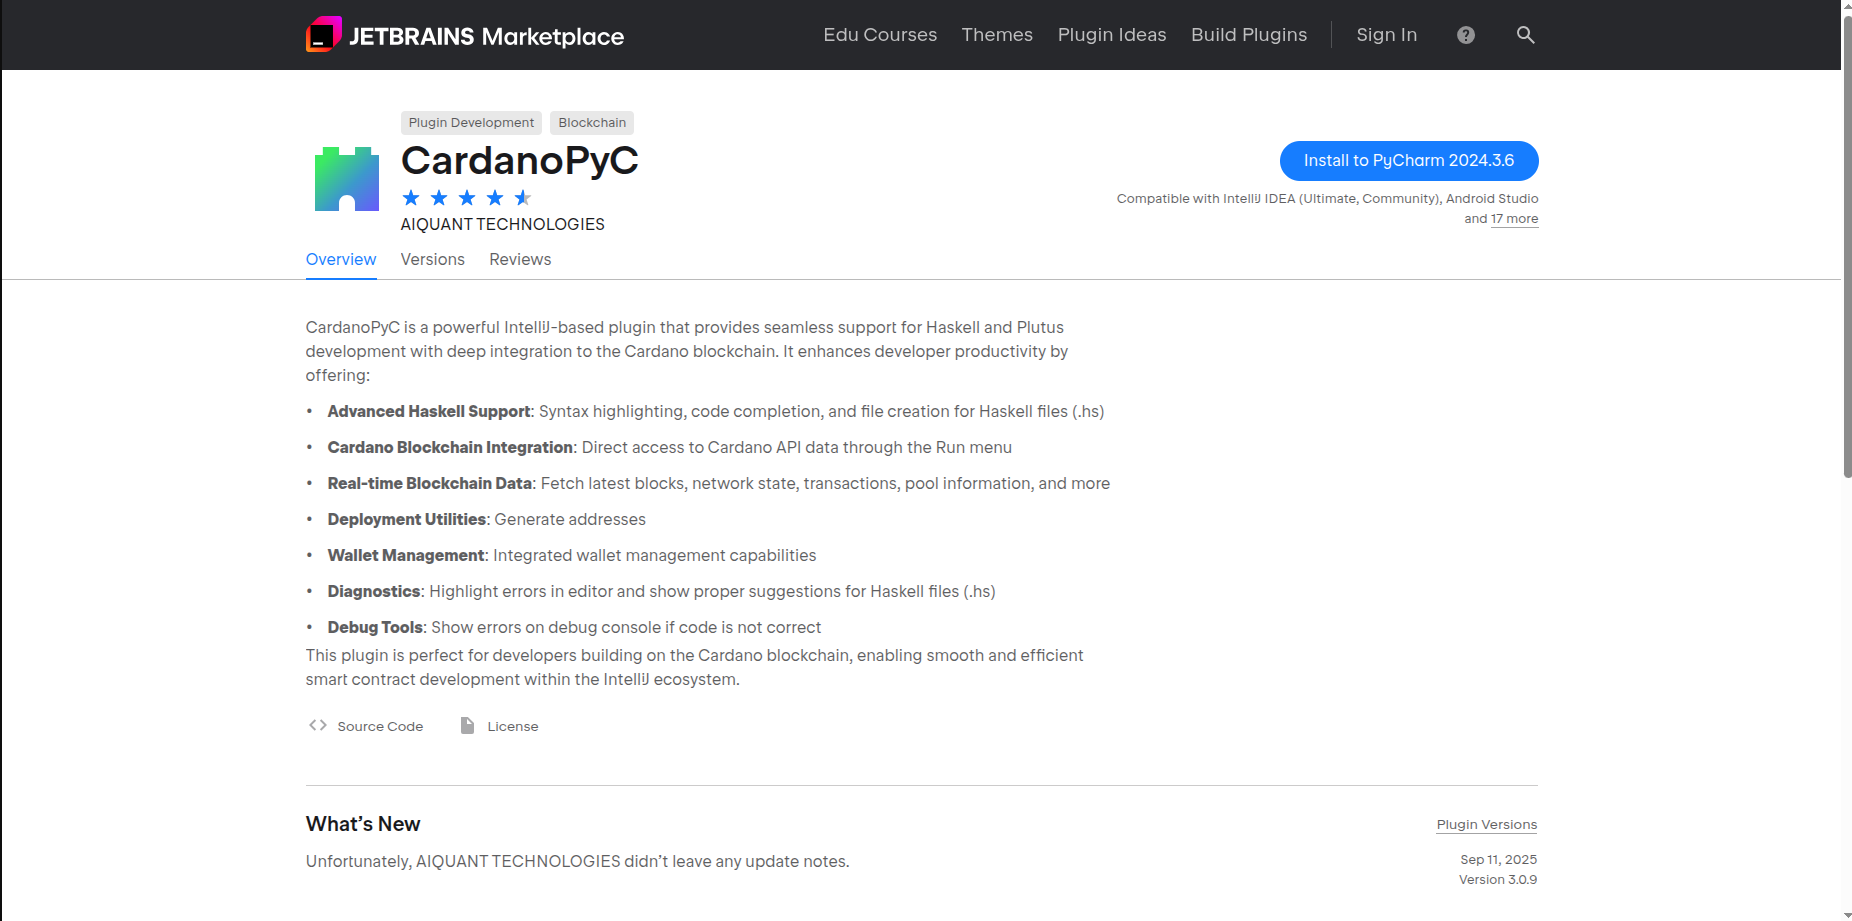 JETBRAINS Marketplace
Edu Courses Themes Plugin Ideas Build Plugins Sign In ?
Plugin Development Blockchain
CardanoPyC
AIQUANT TECHNOLOGIES
Install to PyCharm 2024.3.6
Compatible with IntelliJ IDEA (Ultimate, Community), Android Studio
and 17 more
Overview Versions Reviews
CardanoPyC is a powerful IntelliJ-based plugin that provides seamless support for Haskell and Plutus
development with deep integration to the Cardano blockchain. It enhances developer productivity by
offering:
• Advanced Haskell Support: Syntax highlighting, code completion, and file creation for Haskell files (.hs)
• Cardano Blockchain Integration: Direct access to Cardano API data through the Run menu
• Real-time Blockchain Data: Fetch latest blocks, network state, transactions, pool information, and more
• Deployment Utilities: Generate addresses
• Wallet Management: Integrated wallet management capabilities
• Diagnostics: Highlight errors in editor and show proper suggestions for Haskell files (.hs)
• Debug Tools: Show errors on debug console if code is not correct
This plugin is perfect for developers building on the Cardano blockchain, enabling smooth and efficient
smart contract development within the IntelliJ ecosystem.
Source Code License
What's New
Plugin Versions
Unfortunately, AIQUANT TECHNOLOGIES didn't leave any update notes.
Sep 11, 2025
Version 3.0.9